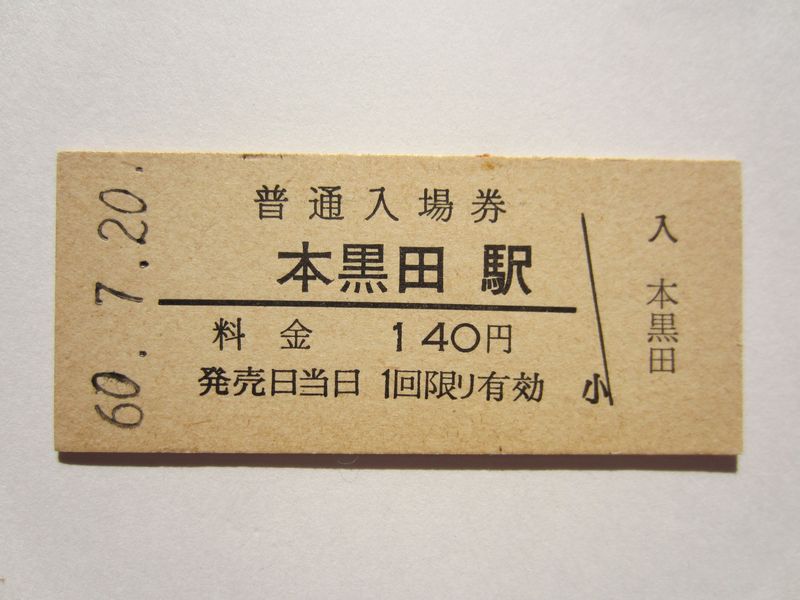 60.7.20.
普通入場券
本黒田駅
料金 140円
発売日当日 1回限り有効
小
入
本黒田